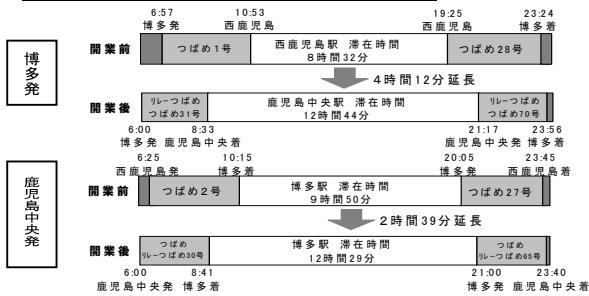 博多発
6:57
博多発
10:53
西鹿児島
19:25
西鹿児島
23:24
博多着
開業前
つばめ1号
西鹿児島駅 滞在時間
8時間32分
つばめ28号
4時間12分延長
開業後
リレーつばめ
つばめ31号
鹿児島中央駅 滞在時間
12時間44分
リレーつばめ
つばめ70号
6:00
博多発
8:33
鹿児島中央着
21:17
鹿児島中央発
23:56
博多着
鹿児島中央発
6:25
西鹿児島発
10:15
博多着
20:05
博多発
23:45
西鹿児島着
開業前
つばめ2号
博多駅 滞在時間
9時間50分
つばめ27号
2時間39分延長
開業後
つばめ
リレーつばめ30号
博多駅 滞在時間
12時間29分
つばめ
リレーつばめ65号
6:00
鹿児島中央発
8:41
博多着
21:00
博多発
23:40
鹿児島中央着